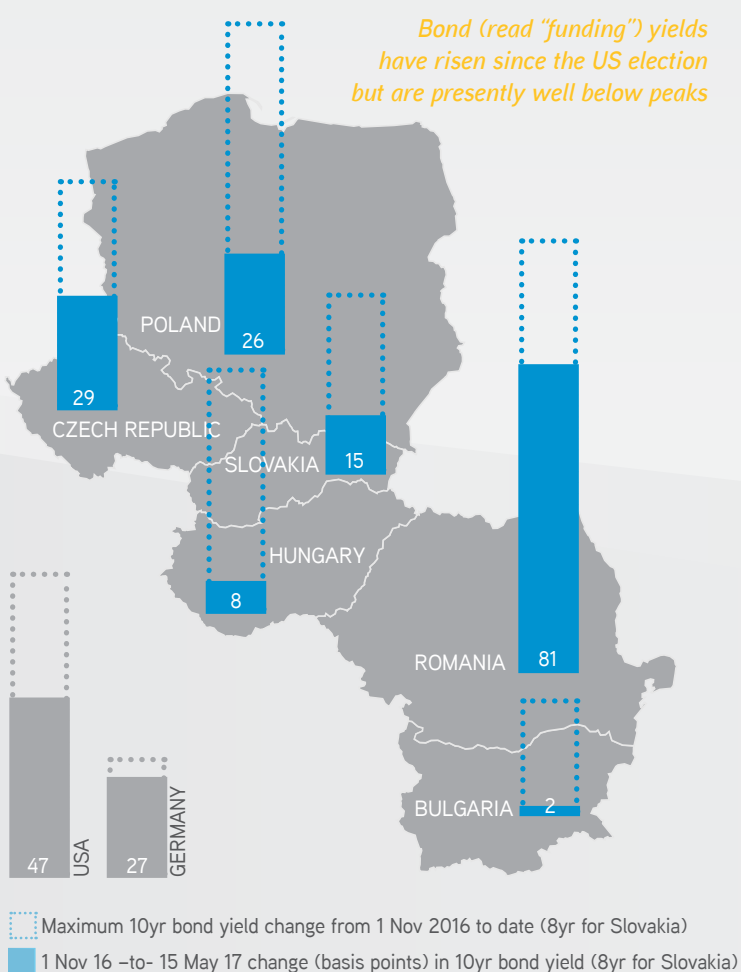 Bond (read “funding”) yields
have risen since the US election
but are presently well below peaks
POLAND
26
29
CZECH REPUBLIC
SLOVAKIA
15
HUNGARY
8
ROMANIA
81
BULGARIA
2
47
USA
27
GERMANY
Maximum 10yr bond yield change from 1 Nov 2016 to date (8yr for Slovakia)
1 Nov 16 –to- 15 May 17 change (basis points) in 10yr bond yield (8yr for Slovakia)